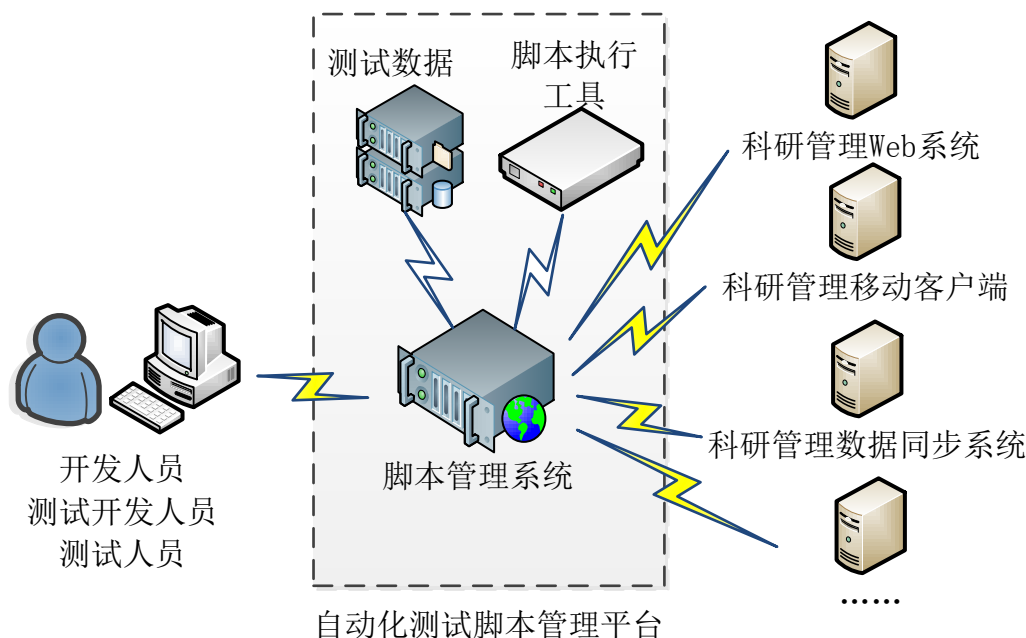 测试数据
脚本执行
工具
科研管理Web系统
科研管理移动客户端
科研管理数据同步系统
……
脚本管理系统
开发人员
测试开发人员
测试人员
自动化测试脚本管理平台